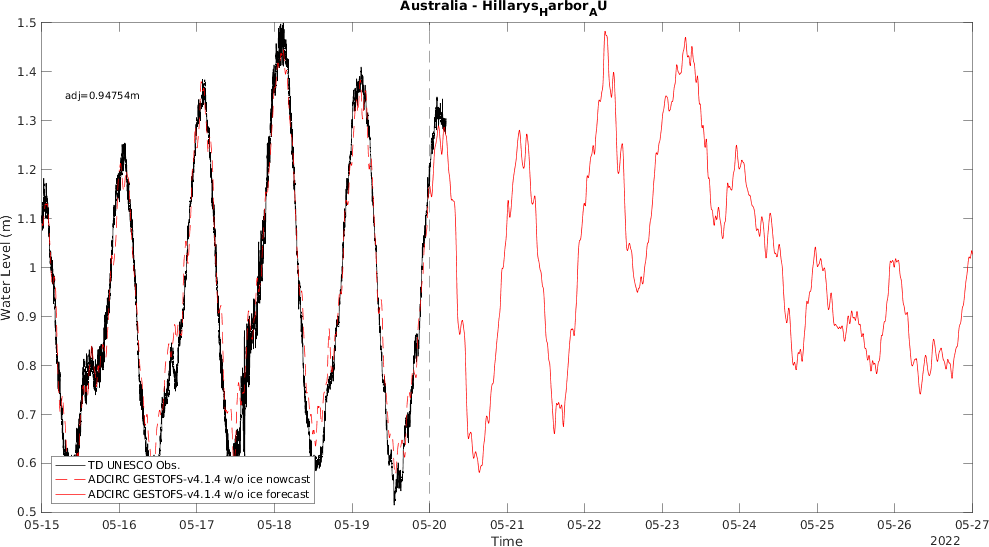 Australia - HillarysHarborAU
1.5
1.4
adj=0.94754m
1.3
1.2
1.1
1
0.9
0.8
0.7
0.6
0.5
Water Level (m)
TD UNESCO Obs.
ADCIRC GESTOFS-v4.1.4 w/o ice nowcast
ADCIRC GESTOFS-v4.1.4 w/o ice forecast
05-15 05-16 05-17 05-18 05-19 05-20 05-21 05-22 05-23 05-24 05-25 05-26 05-27
Time
2022